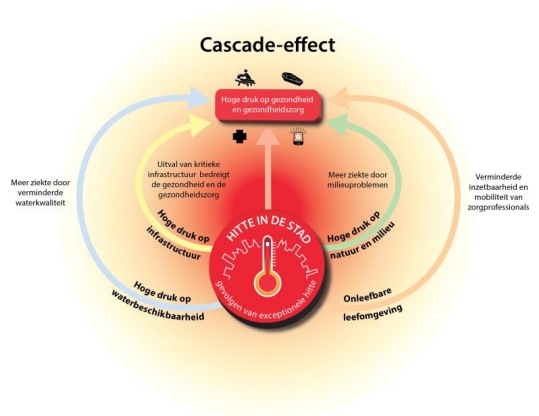 Cascade-effect
Hoge druk op gezondheid
en gezondheidszorg
Uitval van kritieke
infrastructuur bedreigt
de gezondheid en de
gezondheidszorg
Meer ziekte door
milieuproblemen
Meer ziekte door
verminderde
waterkwaliteit
Verminderde
inzetbaarheid en
mobiliteit van
zorgprofessionals
Hoge druk op
infrastructuur
HITTE IN DE STAD
gevolgen van exceptionele hitte
Hoge druk op
natuur en milieu
Hoge druk op
waterbeschikbaarheid
Onleefbare
leefomgeving